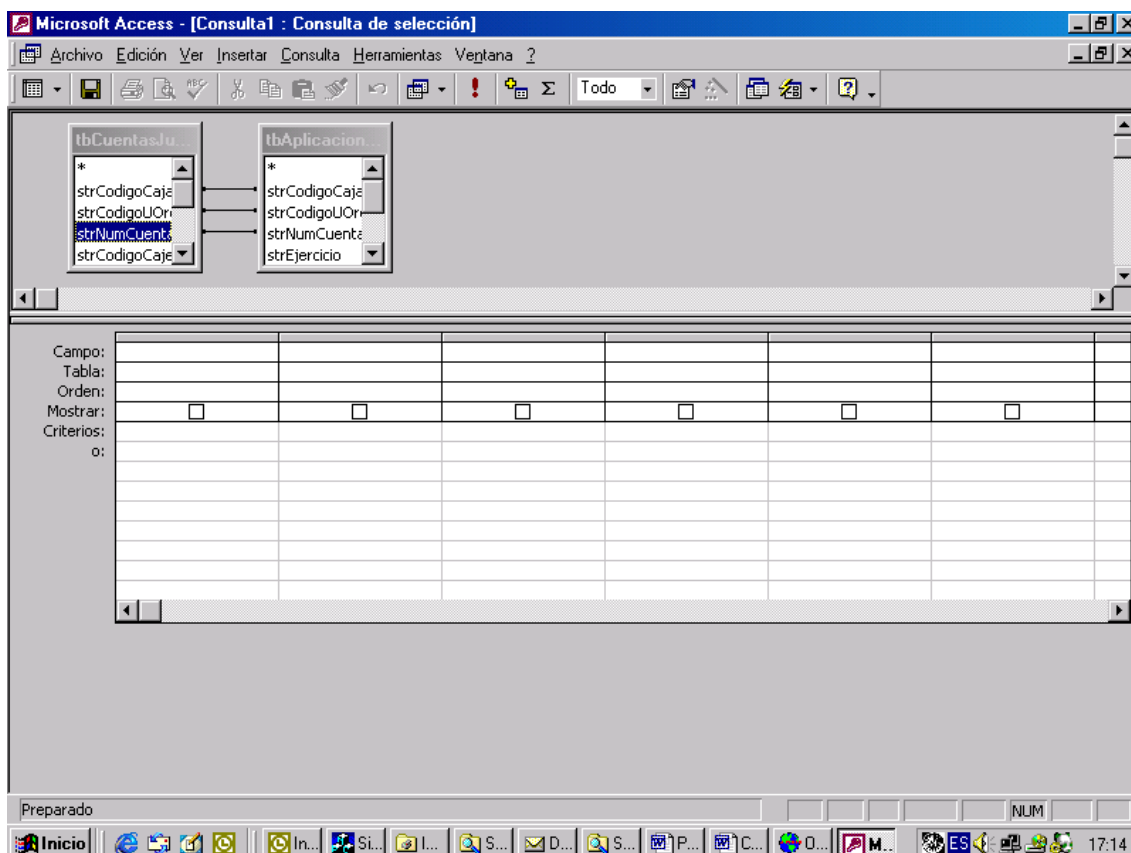 Microsoft Access - [Consulta1 : Consulta de selección]
Archivo Edición Ver Insertar Consulta Herramientas Ventana ?
Todo
tbCuentasJu... tbAplicacion...
* *
strCodigoCaja strCodigoCaja
strCodigoUOr strCodigoUOr
strNumCuenta strNumCuenta
strCodigoCaje strEjercicio
Campo:
Tabla:
Orden:
Mostrar:
Criterios:
o:
Preparado NUM
Inicio In... Si... I... S... D... S... P... C... O... M... ES 17:14